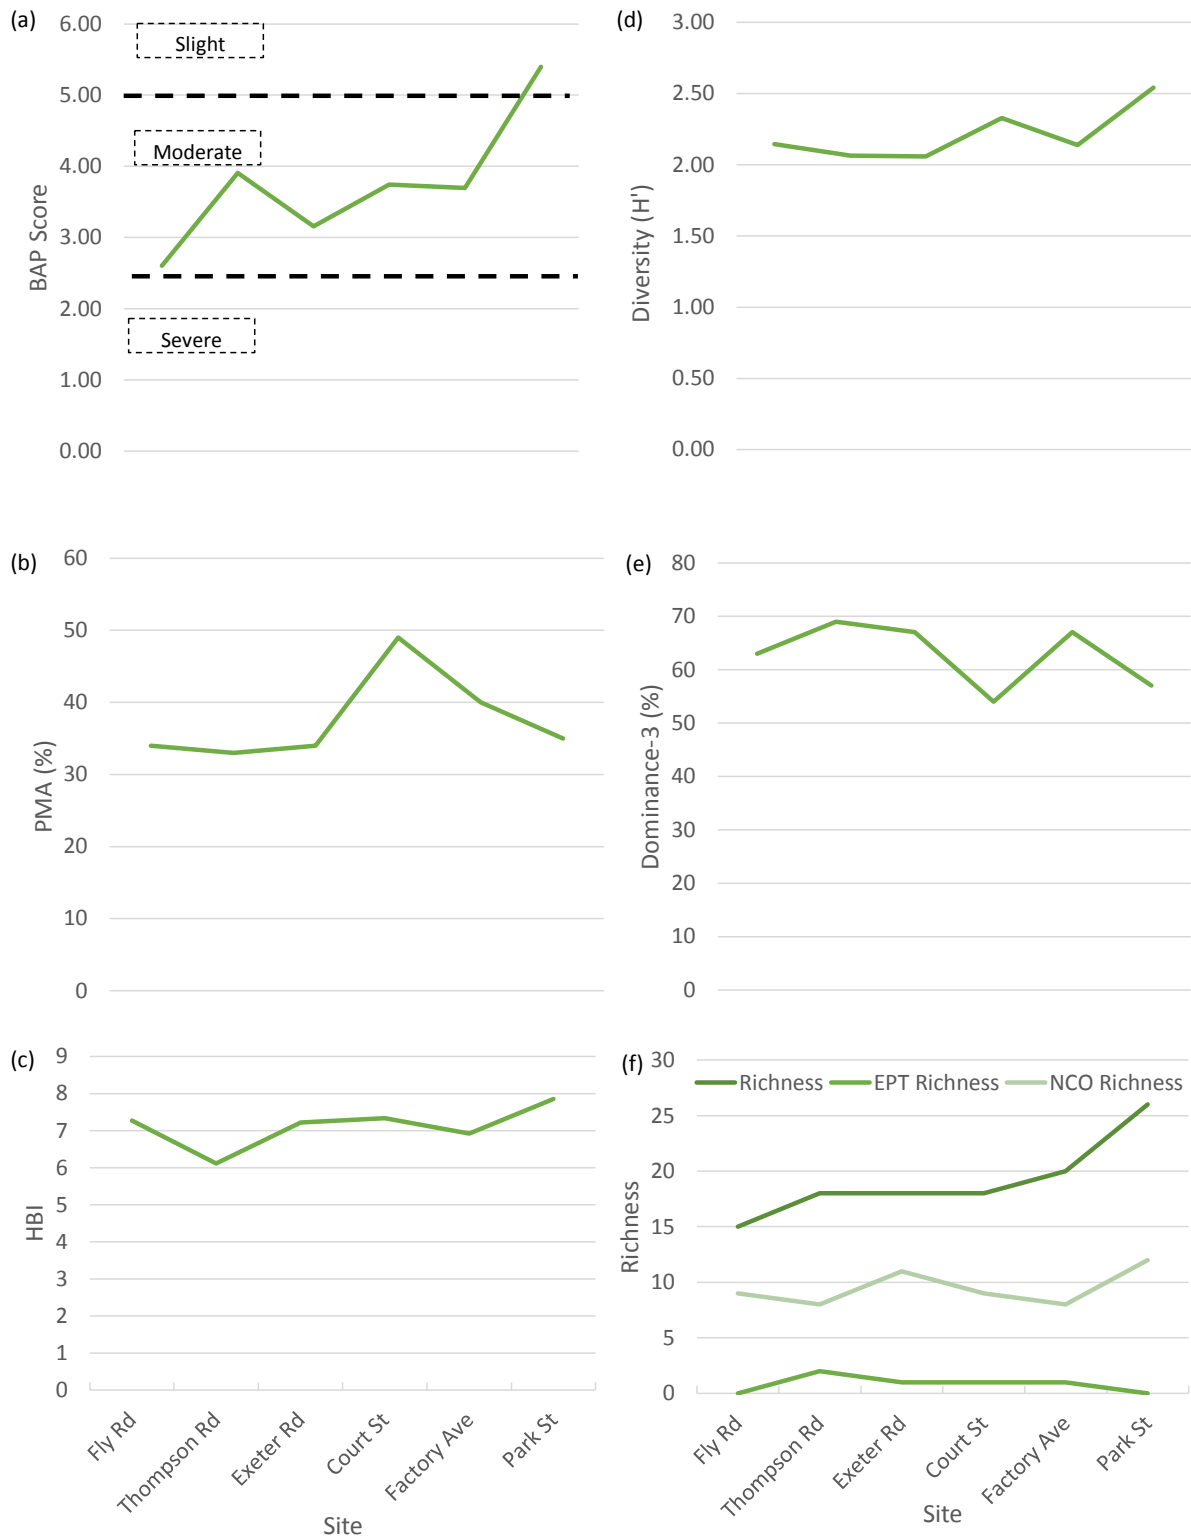 (a)
6.00
5.00
4.00
3.00
2.00
1.00
0.00
BAP Score
Slight
Moderate
Severe
(d)
3.00
2.50
2.00
1.50
1.00
0.50
0.00
Diversity (H')
(b)
60
50
40
30
20
10
0
PMA (%)
(e)
80
70
60
50
40
30
20
10
0
Dominance-3 (%)
(c)
9
8
7
6
5
4
3
2
1
0
HBI
Fly Rd
Thompson Rd
Exeter Rd
Court St
Factory Ave
Park St
Site
(f)
30
25
20
15
10
5
0
Richness
Richness EPT Richness NCO Richness
Fly Rd
Thompson Rd
Exeter Rd
Court St
Factory Ave
Park St
Site